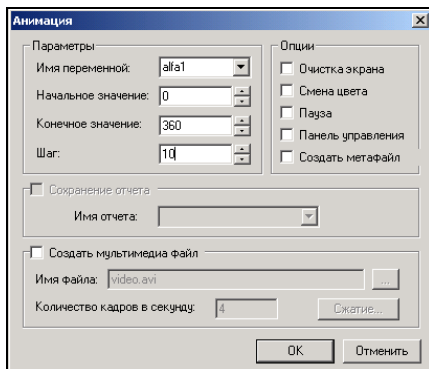 Анимация
Параметры
Имя переменной: alfa1
Начальное значение: 0
Конечное значение: 360
Шаг: 10
Опции
Очистка экрана
Смена цвета
Пауза
Панель управления
Создать метафайл
Сохранение отчета
Имя отчета:
Создать мультимедиа файл
Имя файла: video.avi ...
Количество кадров в секунду: 4 Сжатие...
OK Отменить